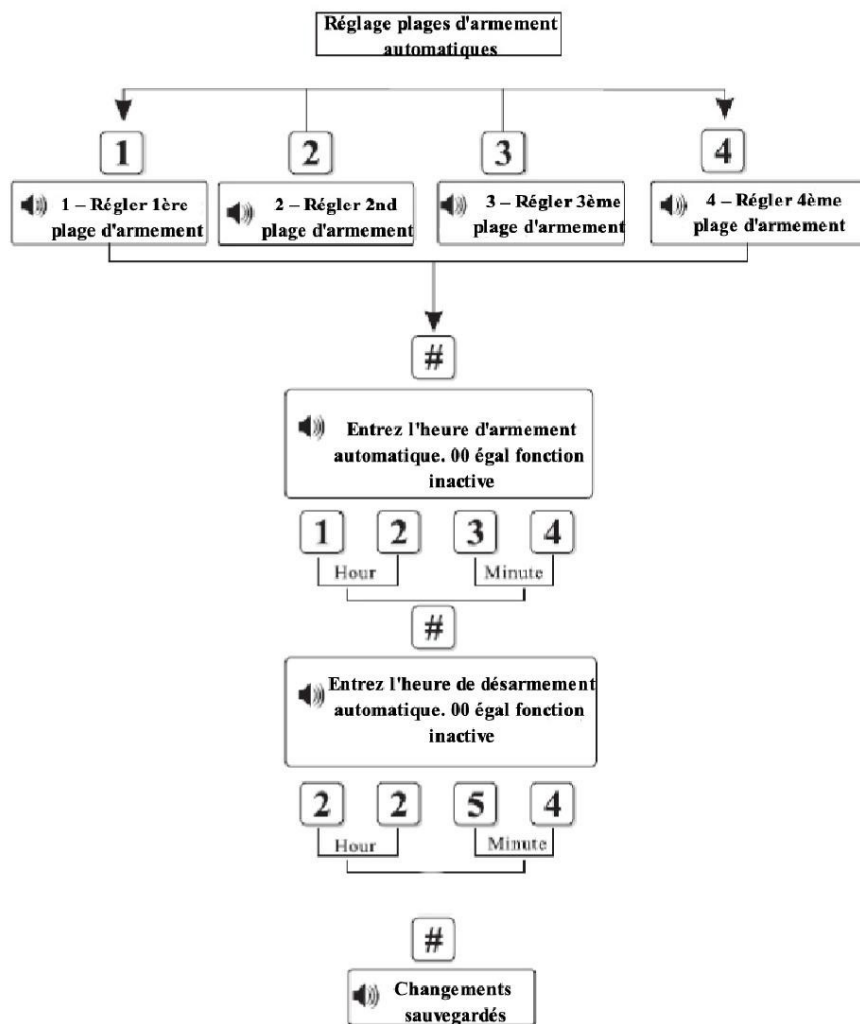 Réglage plages d'armement
automatiques
1
2
3
4
1 – Régler 1ère
plage d'armement
2 – Régler 2nd
plage d'armement
3 – Régler 3ème
plage d'armement
4 – Régler 4ème
plage d'armement
#
Entrez l'heure d'armement
automatique. 00 égal fonction
inactive
1 2 3 4
Hour Minute
#
Entrez l'heure de désarmement
automatique. 00 égal fonction
inactive
2 2 5 4
Hour Minute
#
Changements
sauvegardés